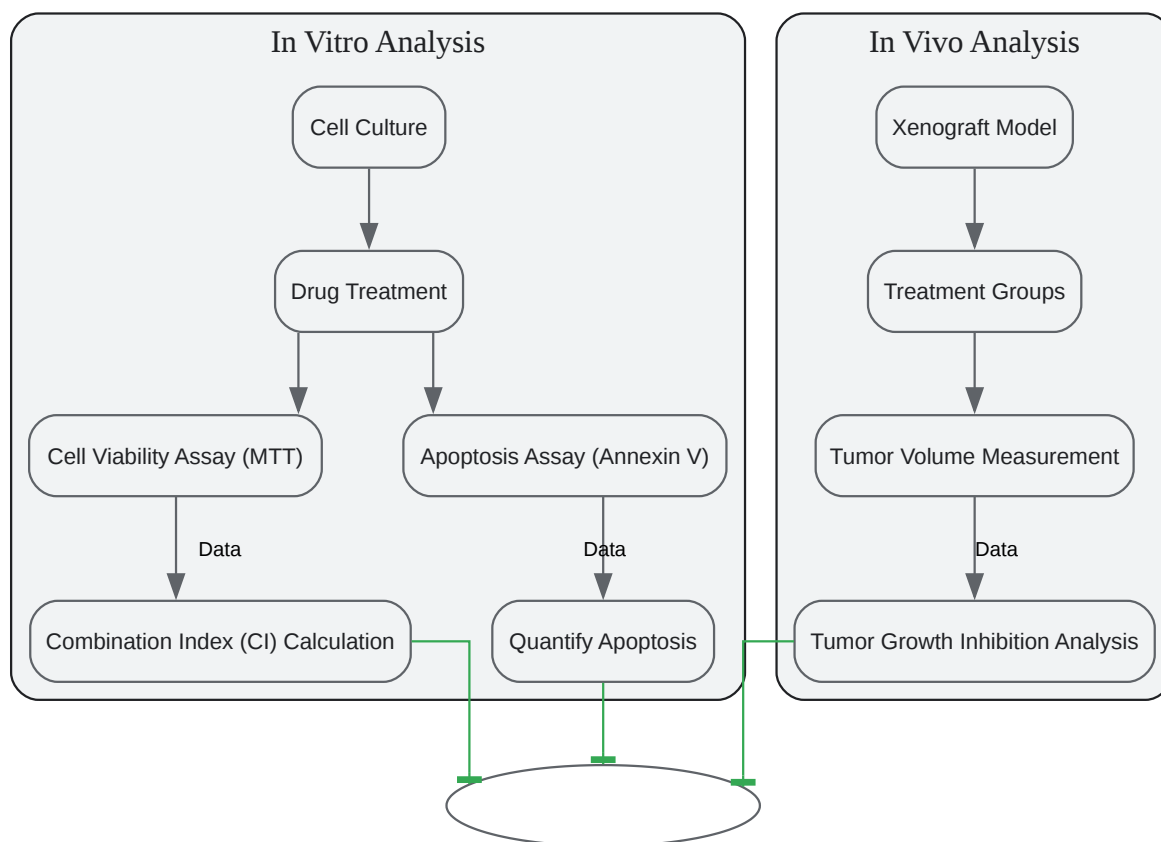 In Vitro Analysis
Cell Culture
Drug Treatment
Cell Viability Assay (MTT)
Apoptosis Assay (Annexin V)
Data
Data
Combination Index (CI) Calculation
Quantify Apoptosis
In Vivo Analysis
Xenograft Model
Treatment Groups
Tumor Volume Measurement
Data
Tumor Growth Inhibition Analysis